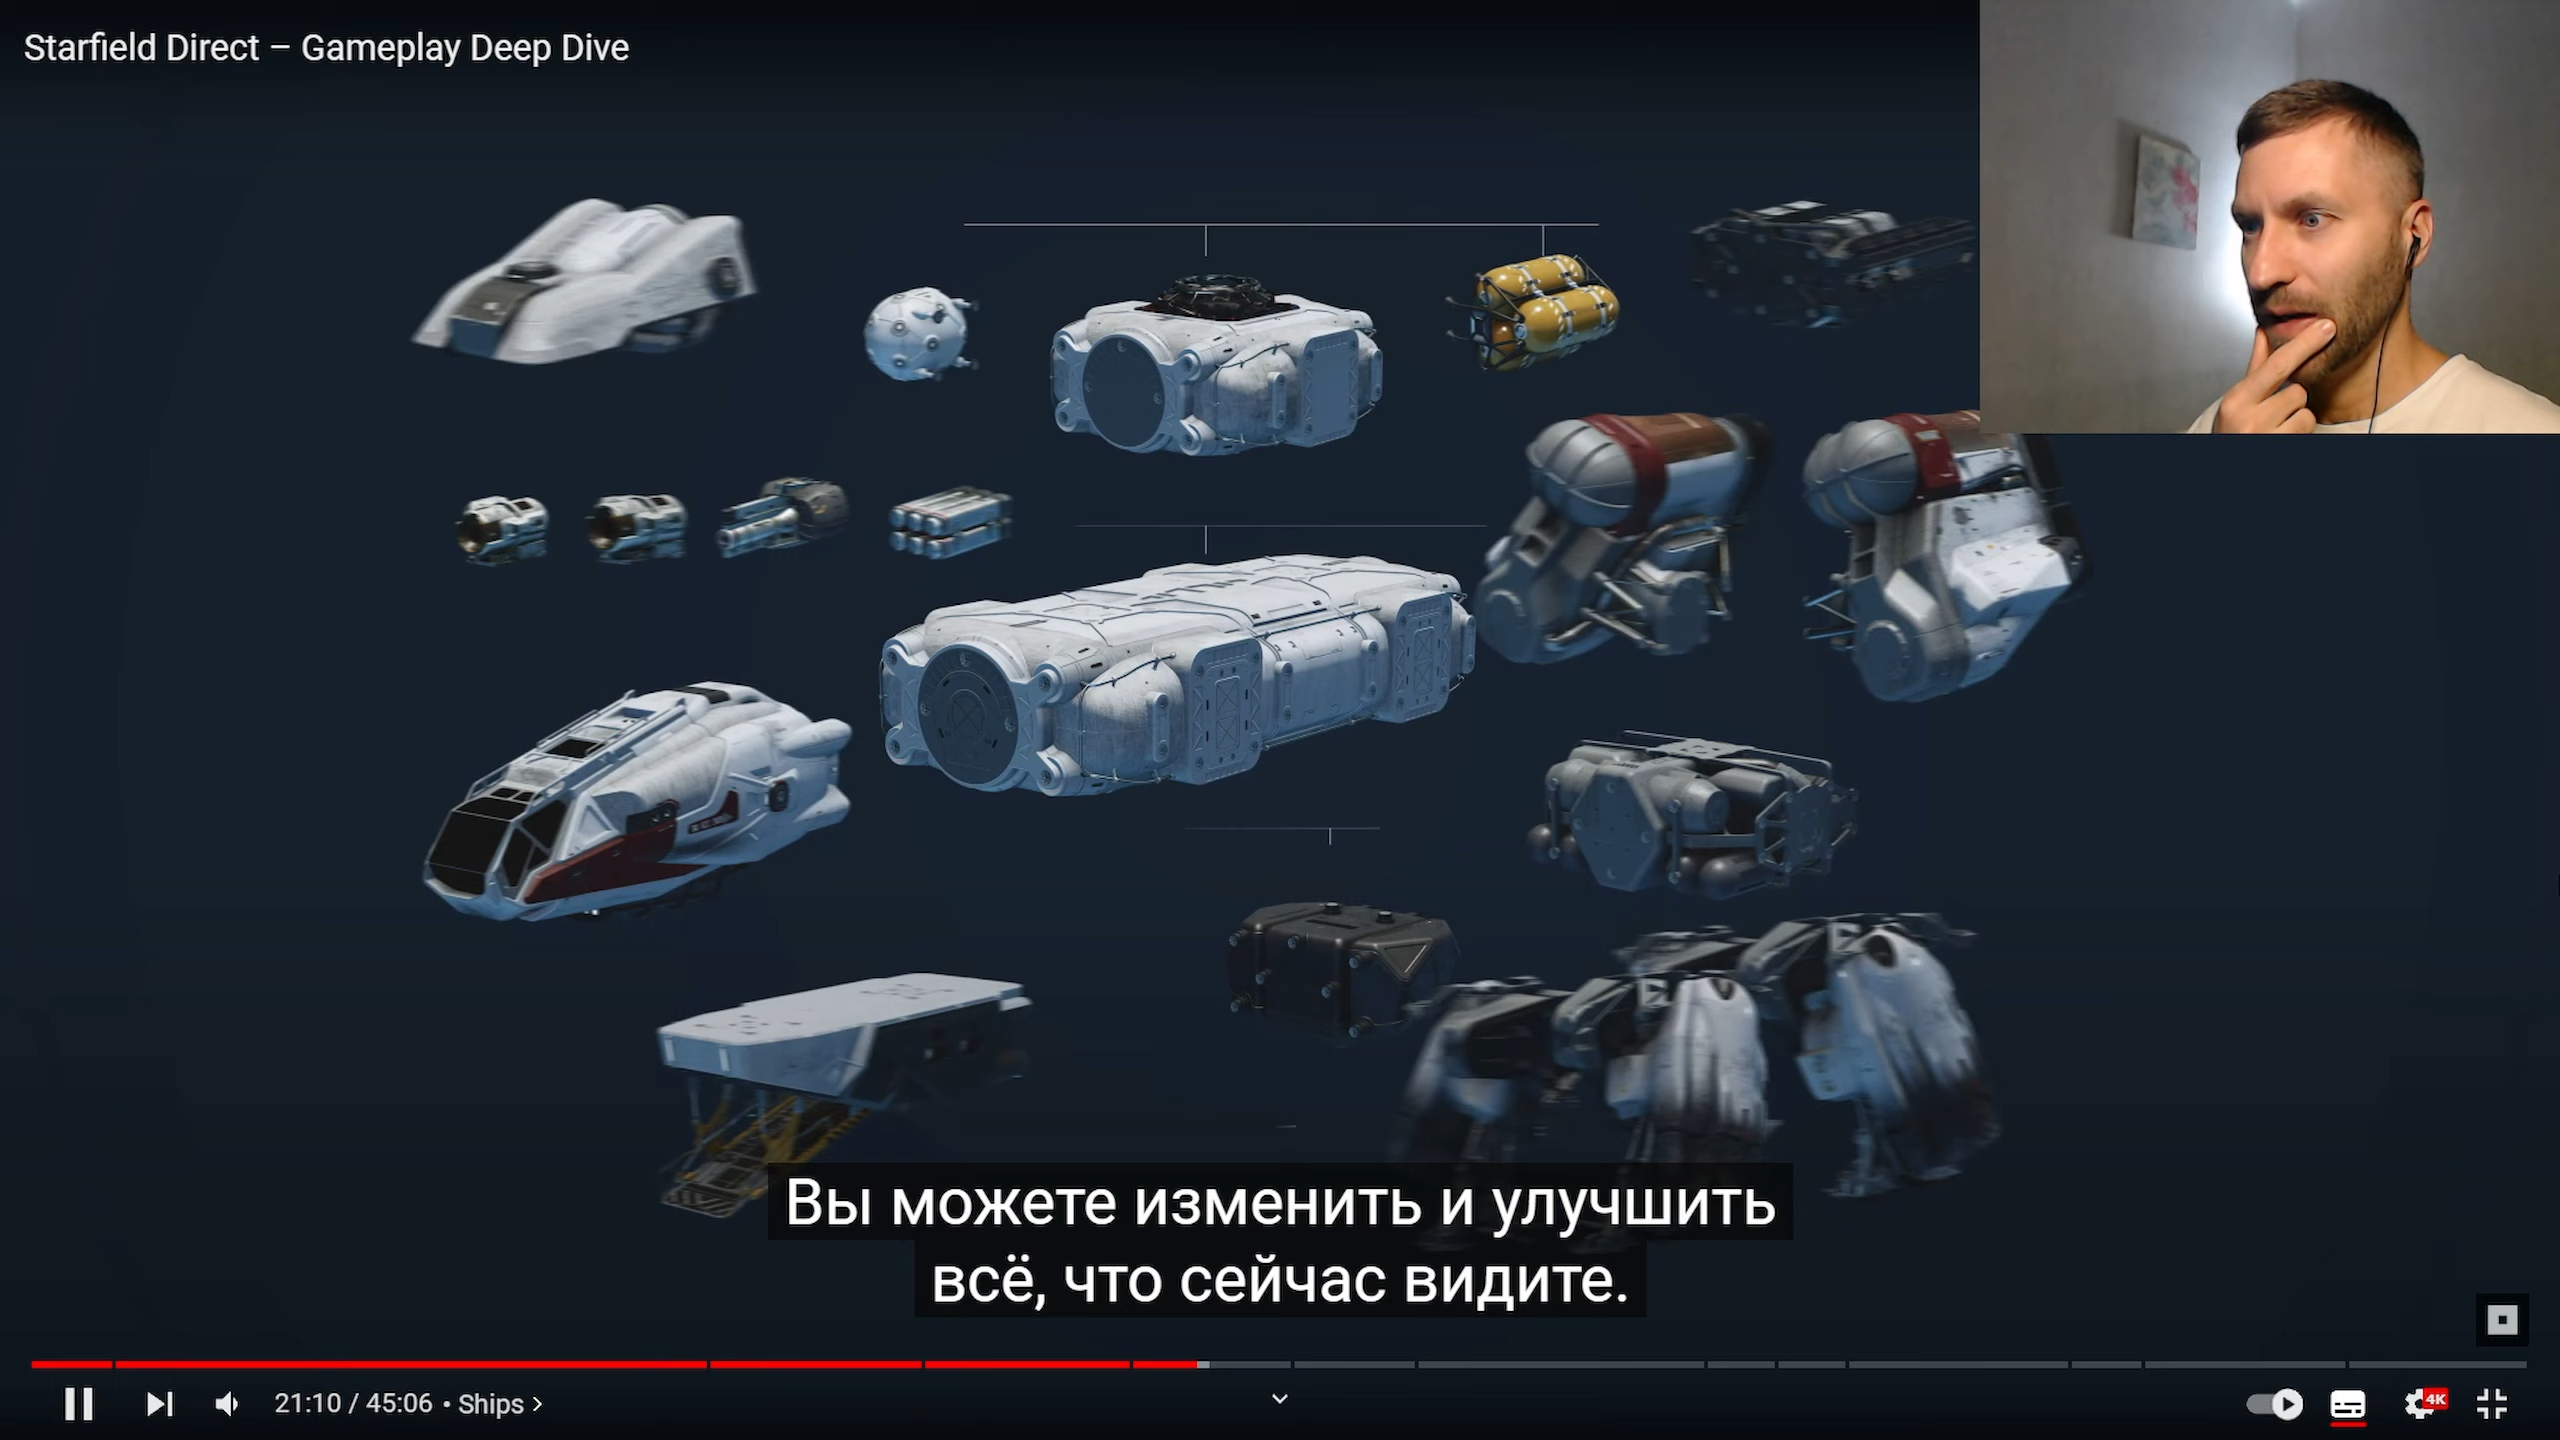 Starfield Direct – Gameplay Deep Dive
Вы можете изменить и улучшить
всё, что сейчас видите.
21:10 / 45:06 • Ships >
4K